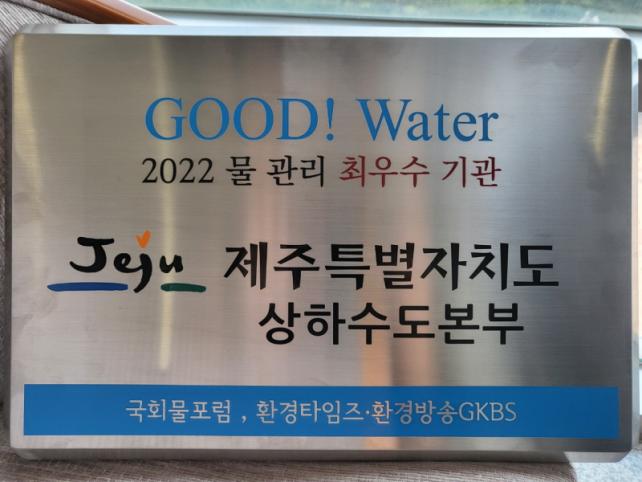 GOOD! Water
2022 물 관리 최우수 기관
Jeju 제주특별자치도
상하수도본부
국회물포럼 , 환경타임즈·환경방송GKBS